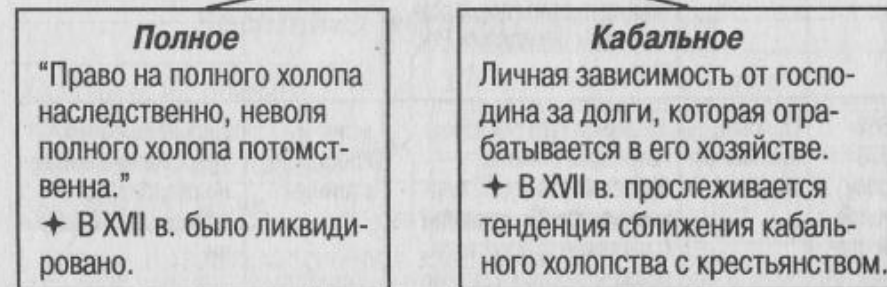 Полное
“Право на полного холопа
наследственно, неволя
полного холопа потомст-
венна.”
✦ В XVII в. было ликвиди-
ровано.
Кабальное
Личная зависимость от госпо-
дина за долги, которая отра-
батывается в его хозяйстве.
✦ В XVII в. прослеживается
тенденция сближения кабаль-
ного холопства с крестьянством.